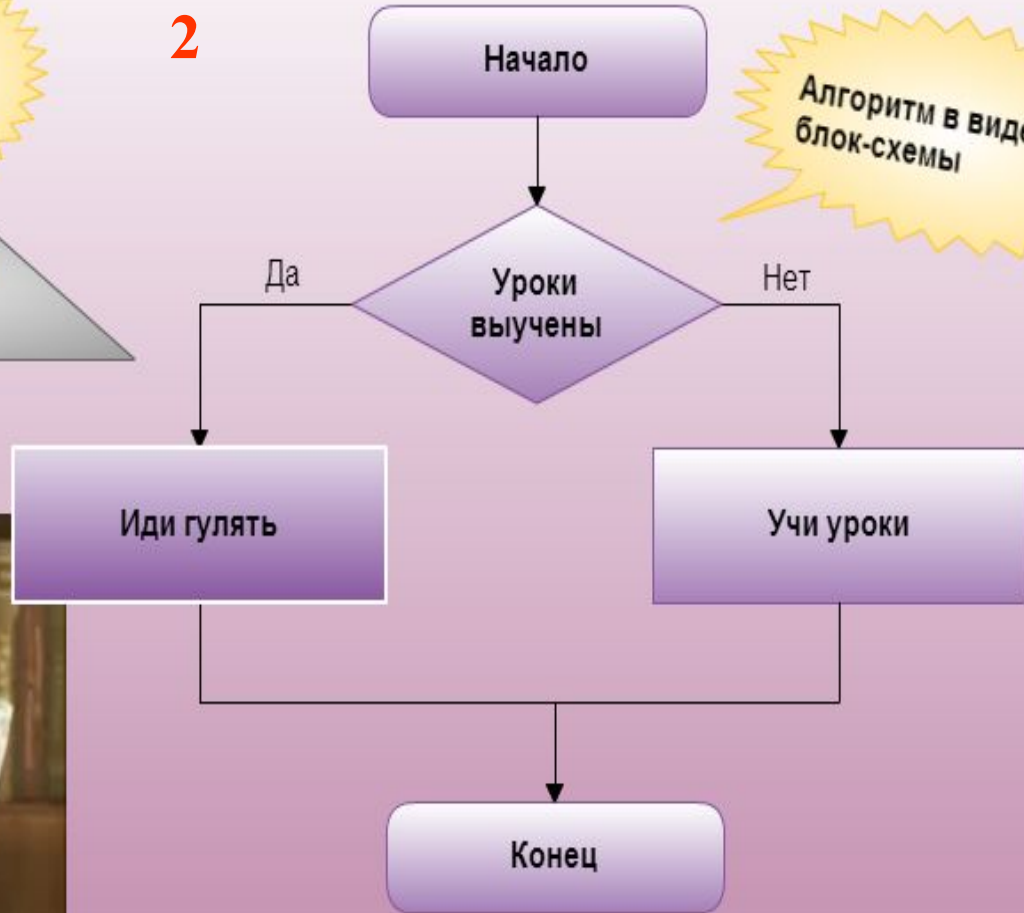 2
Начало
Алгоритм в виде
блок-схемы
Да
Уроки
выучены
Нет
Иди гулять
Учи уроки
Конец